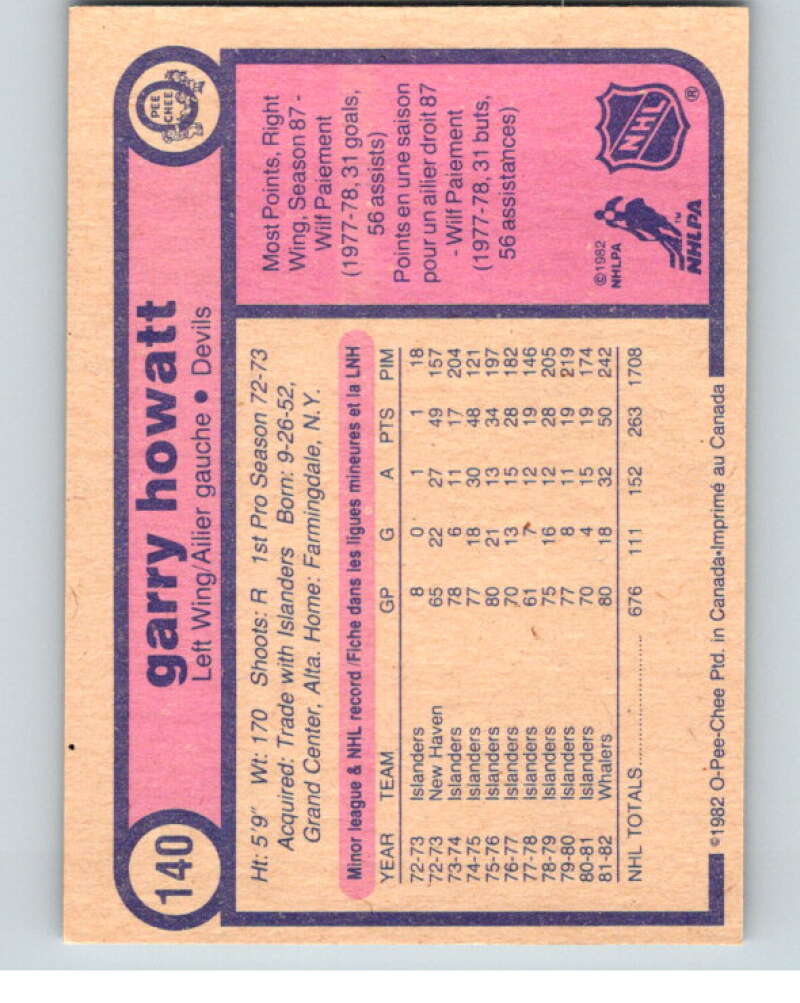 140
garry howatt
Left Wing/Ailier gauche • Devils
O PEE CHEE
Ht: 5'9" Wt: 170 Shoots: R 1st Pro Season 72-73
Acquired: Trade with Islanders Born: 9-26-52,
Grand Center, Alta. Home: Farmingdale, N.Y.
Minor league & NHL record/Fiche dans les ligues mineures et la LNH
YEAR TEAM GP G A PTS PIM
72-73 Islanders 8 0 1 1 18
72-73 New Haven 65 22 27 49 157
73-74 Islanders 78 6 11 17 204
74-75 Islanders 77 18 30 48 121
75-76 Islanders 80 21 13 34 197
76-77 Islanders 70 13 15 28 182
77-78 Islanders 61 7 12 19 146
78-79 Islanders 75 16 12 28 205
79-80 Islanders 77 8 11 19 219
80-81 Islanders 70 4 15 19 174
81-82 Whalers 80 18 32 50 242
NHL TOTALS 676 111 152 263 1708
Most Points, Right
Wing, Season 87 -
Wilf Paiement
(1977-78, 31 goals,
56 assists)
Points en une saison
pour un ailier droit 87
- Wilf Paiement
(1977-78, 31 buts,
56 assistances)
©1982
NHLPA
NHLPA™
NHL®
©1982 O-Pee-Chee Ptd. in Canada•Imprimé au Canada